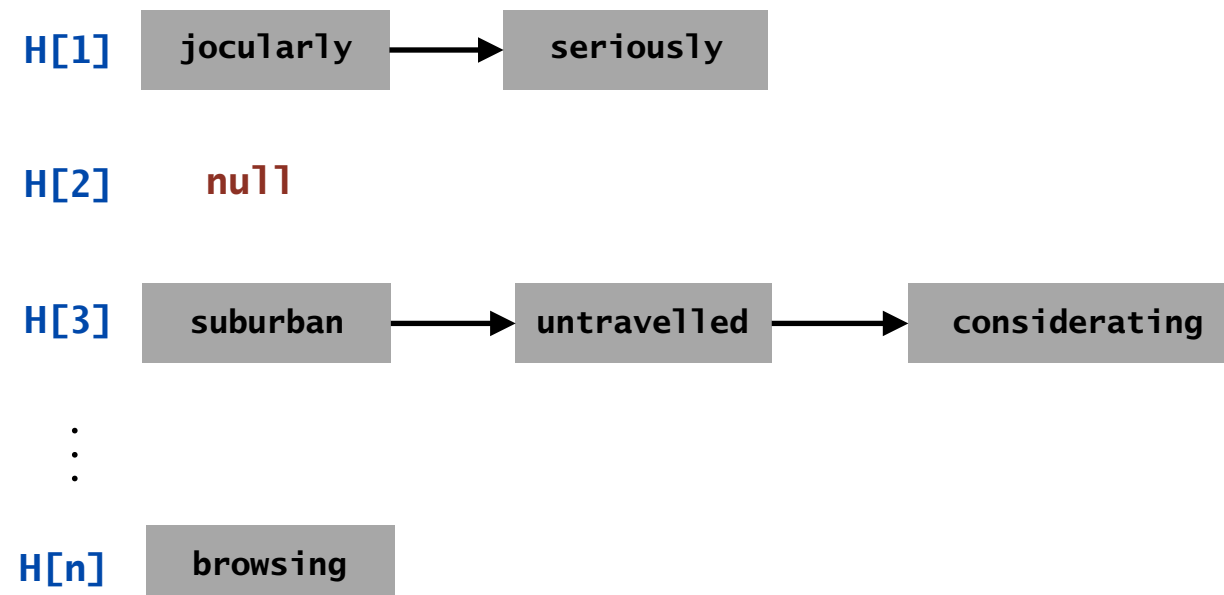 H[1] jocularly seriously
H[2] null
H[3] suburban untravelled considerating
.
.
.
H[n] browsing